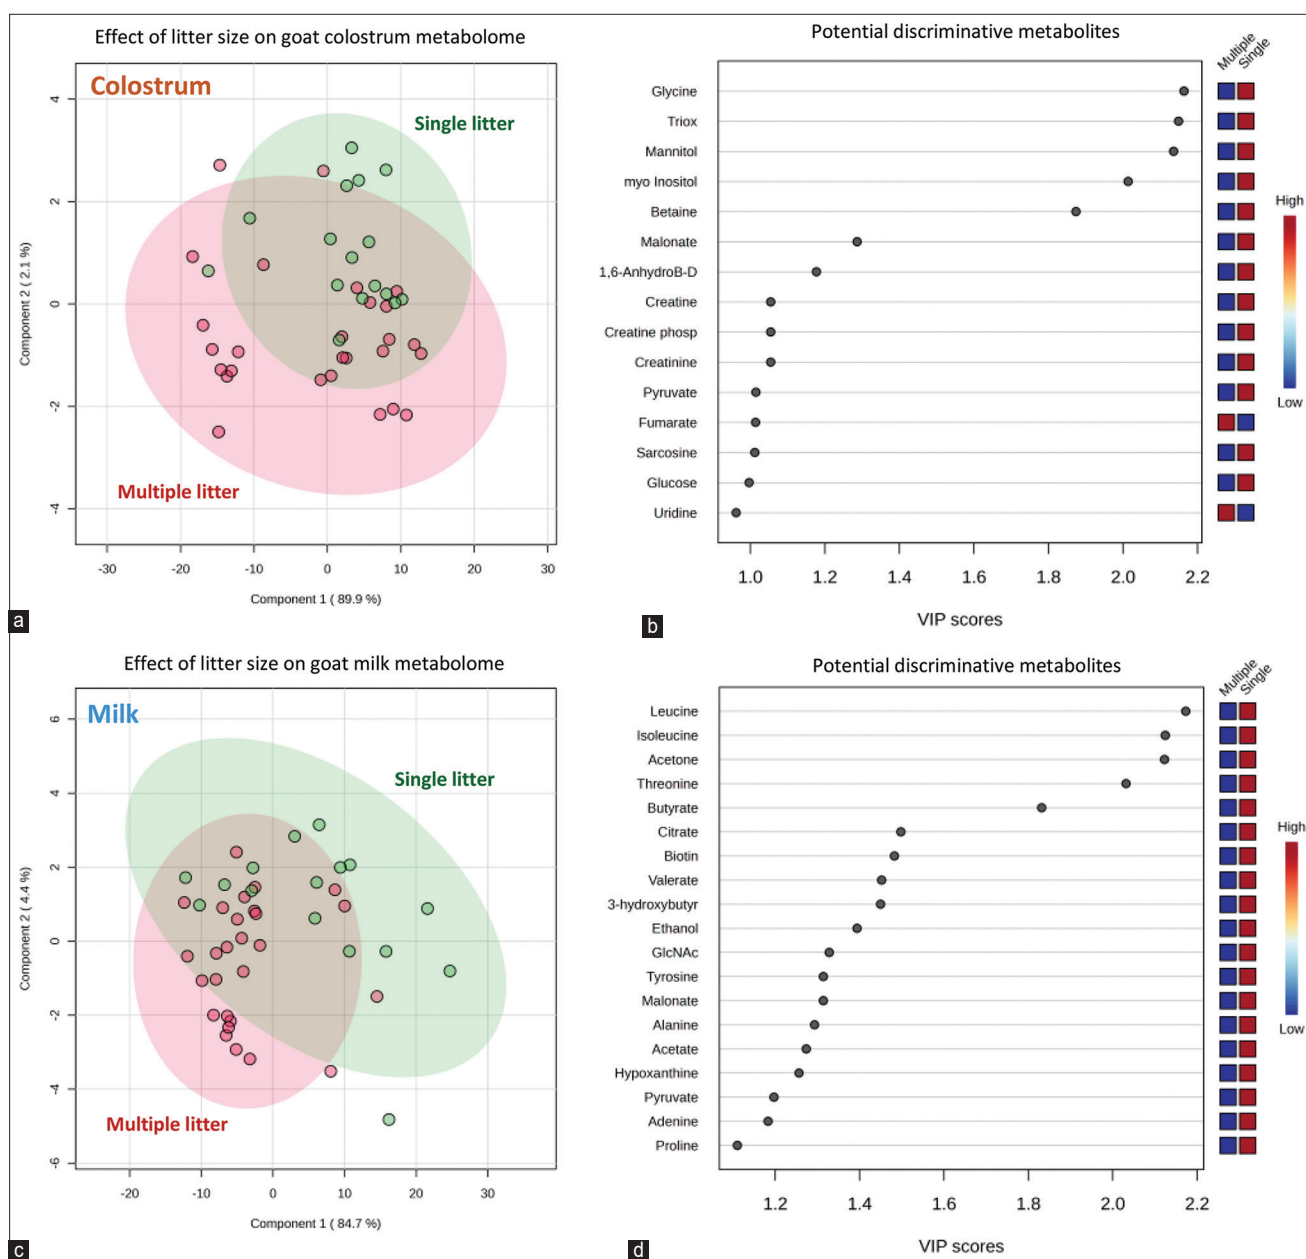 Effect of litter size on goat colostrum metabolome
Colostrum
Single litter
Multiple litter
4
2
0
-2
-4
Component 2 ( 2.1 %)
-30
-20
-10
0
10
20
30
Component 1 ( 89.9 %)
a
Potential discriminative metabolites
Multiple
Single
Glycine
Triox
Mannitol
myo Inositol
Betaine
Malonate
1,6-AnhydroB-D
Creatine
Creatine phosp
Creatinine
Pyruvate
Fumarate
Sarcosine
Glucose
Uridine
High
Low
1.0
1.2
1.4
1.6
1.8
2.0
2.2
VIP scores
b
Effect of litter size on goat milk metabolome
Milk
Single litter
Multiple litter
6
4
2
0
-2
-4
-6
Component 2 ( 4.4 %)
-20
-10
0
10
20
30
Component 1 ( 84.7 %)
c
Potential discriminative metabolites
Multiple
Single
Leucine
Isoleucine
Acetone
Threonine
Butyrate
Citrate
Biotin
Valerate
3-hydroxybutyr
Ethanol
GlcNAc
Tyrosine
Malonate
Alanine
Acetate
Hypoxanthine
Pyruvate
Adenine
Proline
High
Low
1.2
1.4
1.6
1.8
2.0
2.2
VIP scores
d